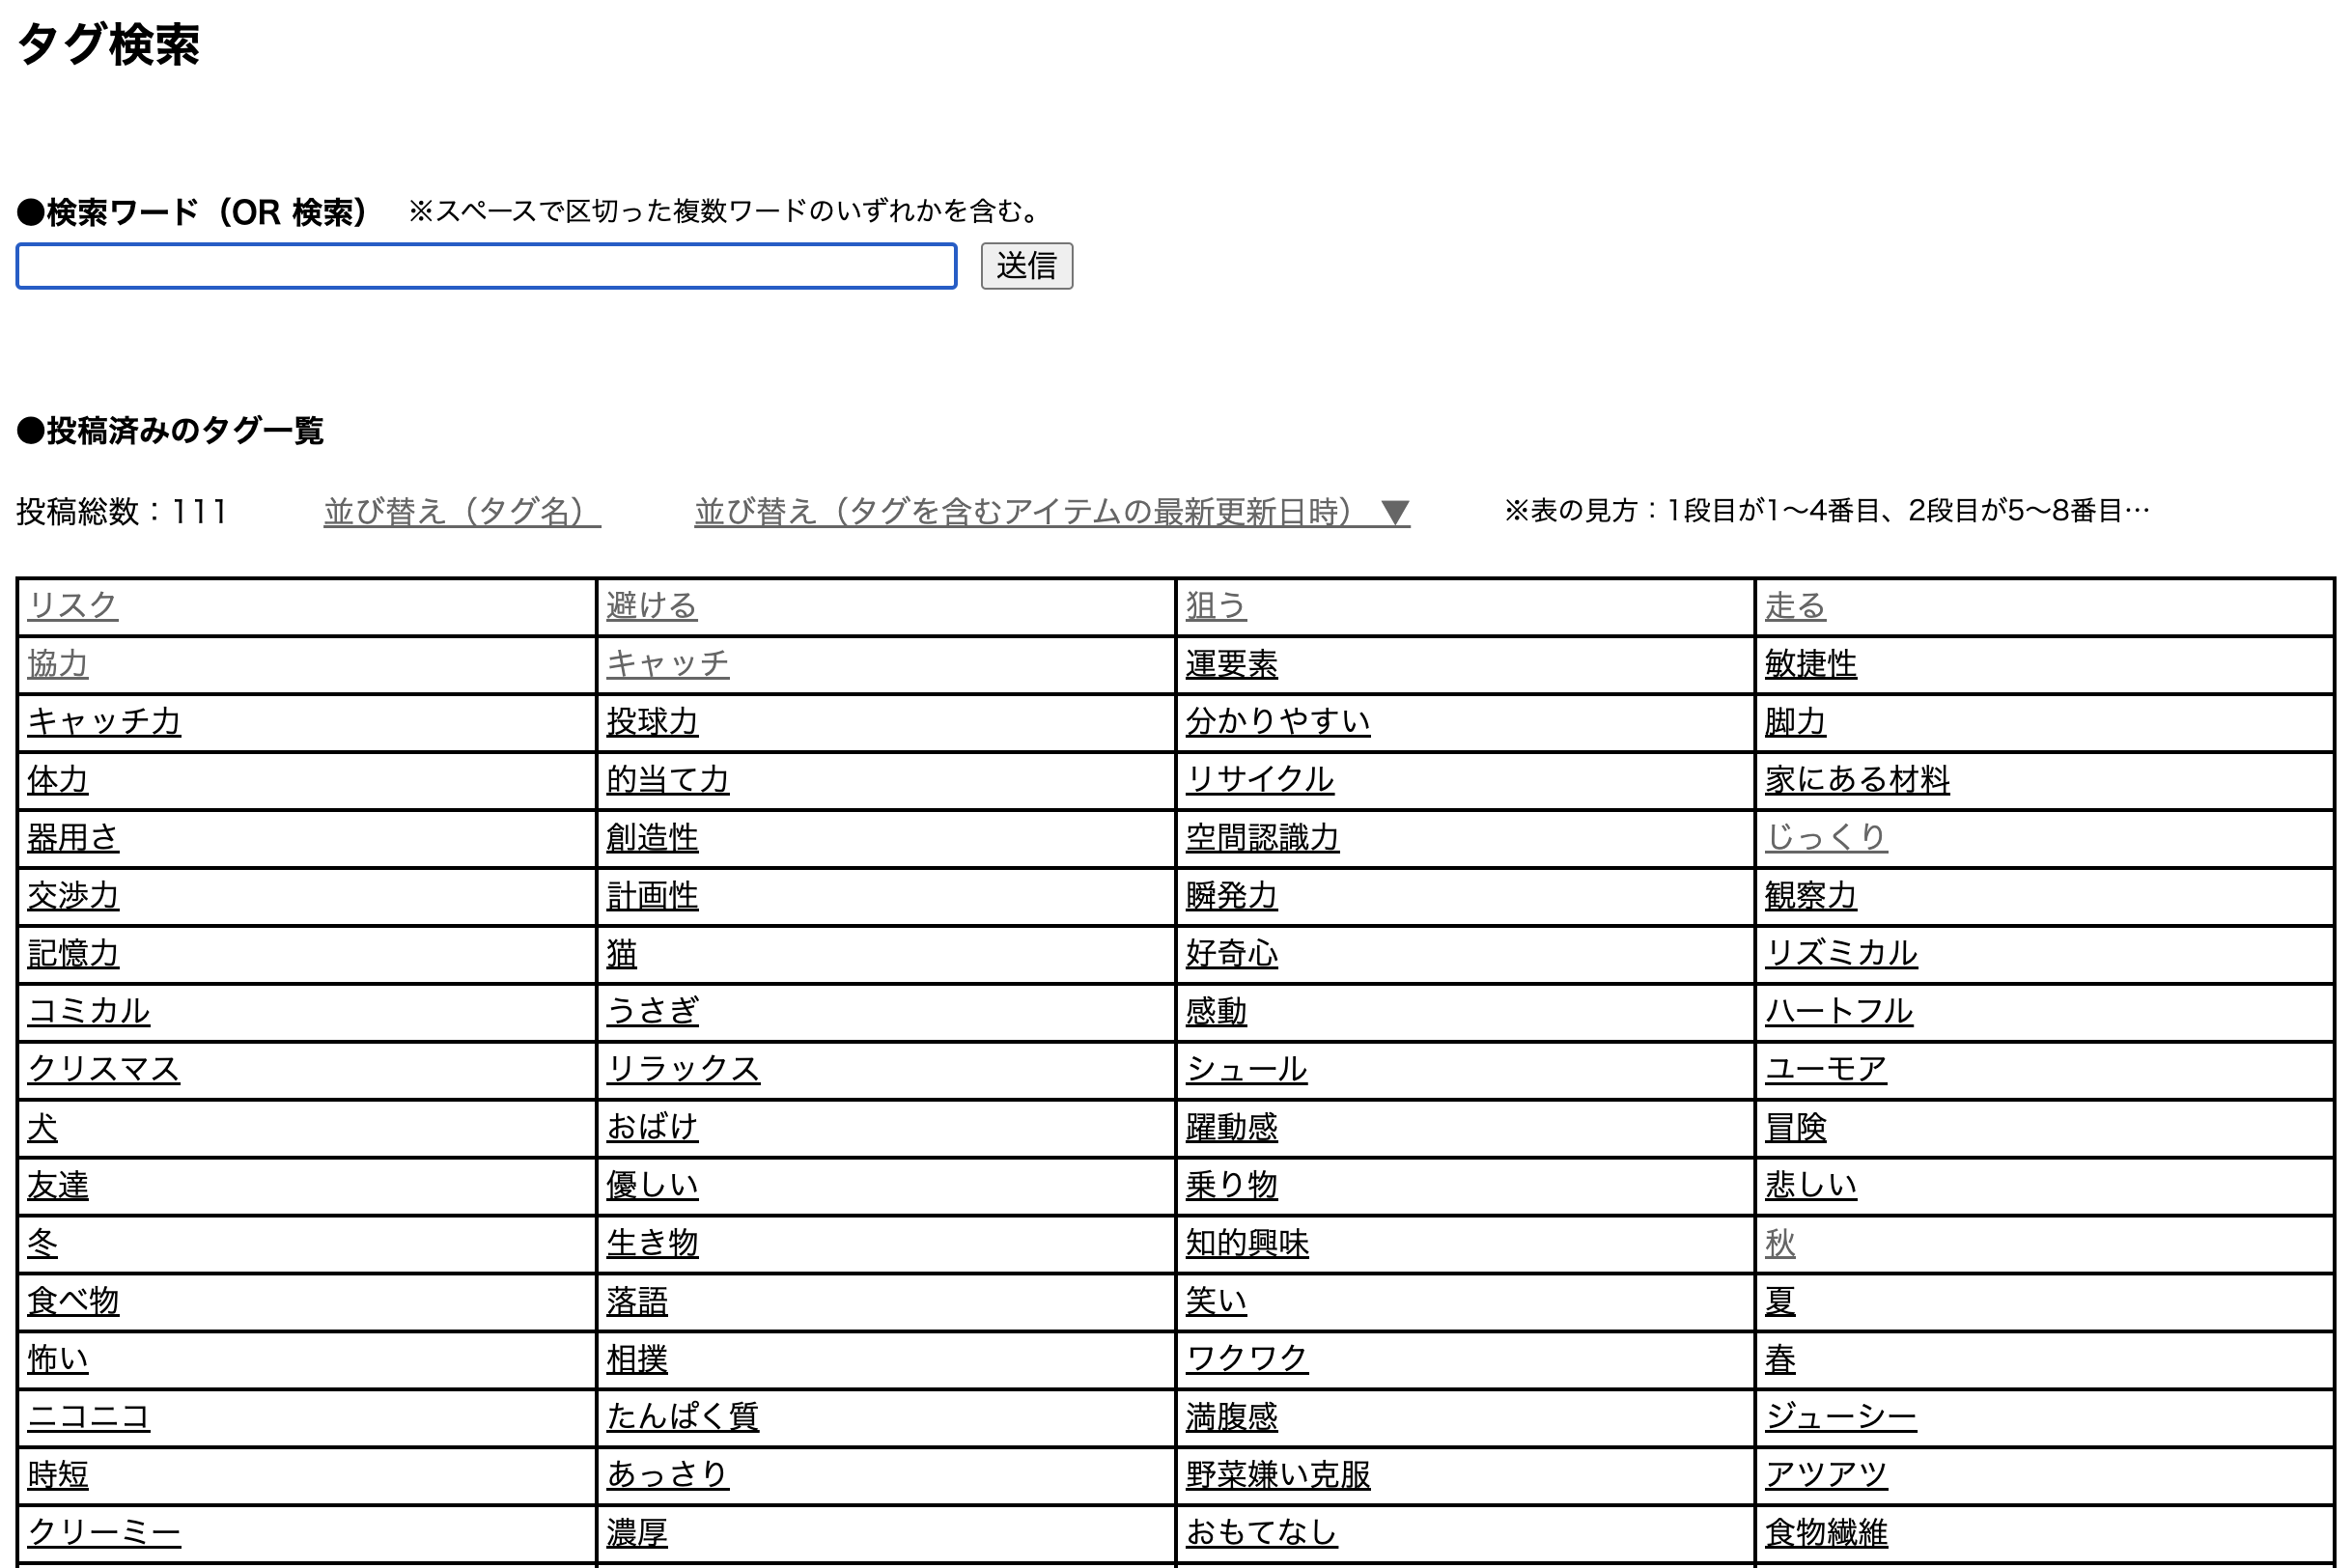 タグ検索
●検索ワード（OR 検索） ※スペースで区切った複数ワードのいずれかを含む。
送信
●投稿済みのタグ一覧
投稿総数：111 並び替え（タグ名） 並び替え（タグを含むアイテムの最新更新日時） ▼ ※表の見方：1段目が1〜4番目、2段目が5〜8番目…
リスク 避ける 狙う 走る
協力 キャッチ 運要素 敏捷性
キャッチ力 投球力 分かりやすい 脚力
体力 的当て力 リサイクル 家にある材料
器用さ 創造性 空間認識力 じっくり
交渉力 計画性 瞬発力 観察力
記憶力 猫 好奇心 リズミカル
コミカル うさぎ 感動 ハートフル
クリスマス リラックス シュール ユーモア
犬 おばけ 躍動感 冒険
友達 優しい 乗り物 悲しい
冬 生き物 知的興味 秋
食べ物 落語 笑い 夏
怖い 相撲 ワクワク 春
ニコニコ たんぱく質 満腹感 ジューシー
時短 あっさり 野菜嫌い克服 アツアツ
クリーミー 濃厚 おもてなし 食物繊維